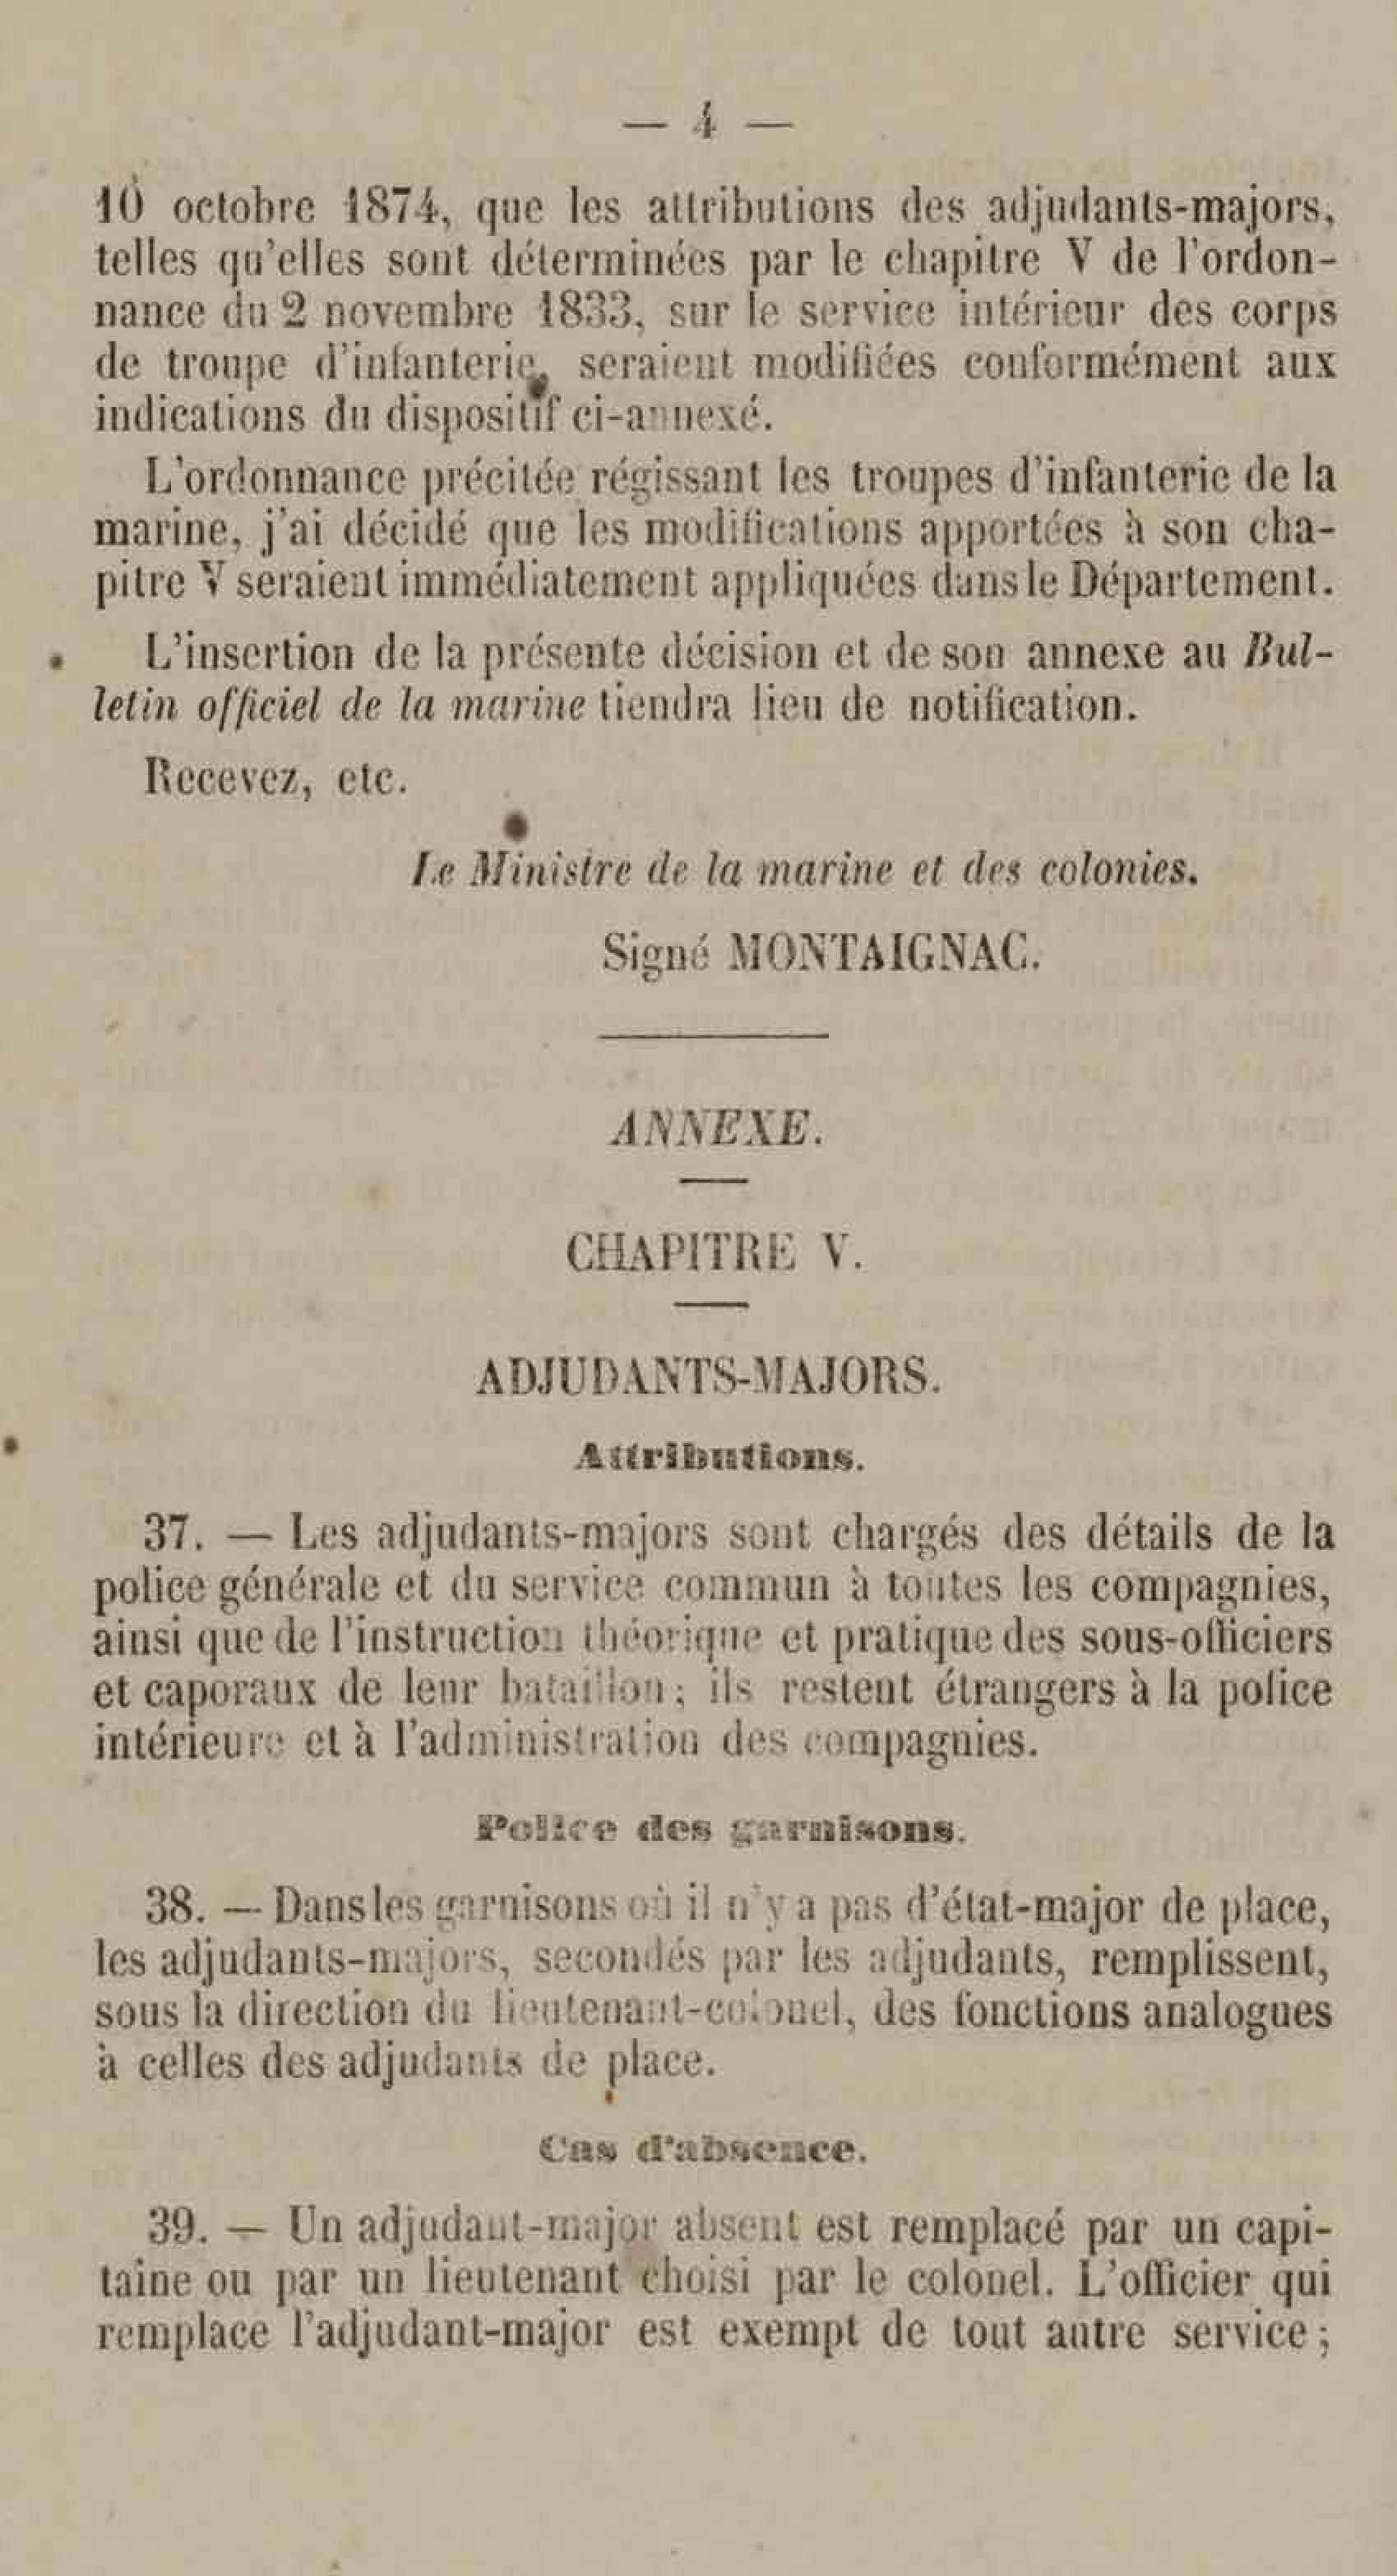 — 4 —
10 octobre 1874, que les attributions des adjudants-majors,
telles qu'elles sont déterminées par le chapitre V de l'ordon-
nance du 2 novembre 1833, sur le service intérieur des corps
de troupe d'infanterie, seraient modifiées conformément aux
indications du dispositif ci-annexé.
L'ordonnance précitée régissant les troupes d'infanterie de la
marine, j'ai décidé que les modifications apportées à son cha-
pitre V seraient immédiatement appliquées dans le Département.
L'insertion de la présente décision et de son annexe au Bul-
letin officiel de la marine tiendra lieu de notification.
Recevez, etc.
Le Ministre de la marine et des colonies.
Signé MONTAIGNAC.
ANNEXE.
CHAPITRE V.
ADJUDANTS-MAJORS.
Attributions.
37. — Les adjudants-majors sont chargés des détails de la
police générale et du service commun à toutes les compagnies,
ainsi que de l'instruction théorique et pratique des sous-officiers
et caporaux de leur bataillon; ils restent étrangers à la police
intérieure et à l'administration des compagnies.
Police des garnisons.
38. — Dans les garnisons où il n'y a pas d'état-major de place,
les adjudants-majors, secondés par les adjudants, remplissent,
sous la direction du lieutenant-colonel, des fonctions analogues
à celles des adjudants de place.
Cas d'absence.
39. — Un adjudant-major absent est remplacé par un capi-
taine ou par un lieutenant choisi par le colonel. L'officier qui
remplace l'adjudant-major est exempt de tout autre service;